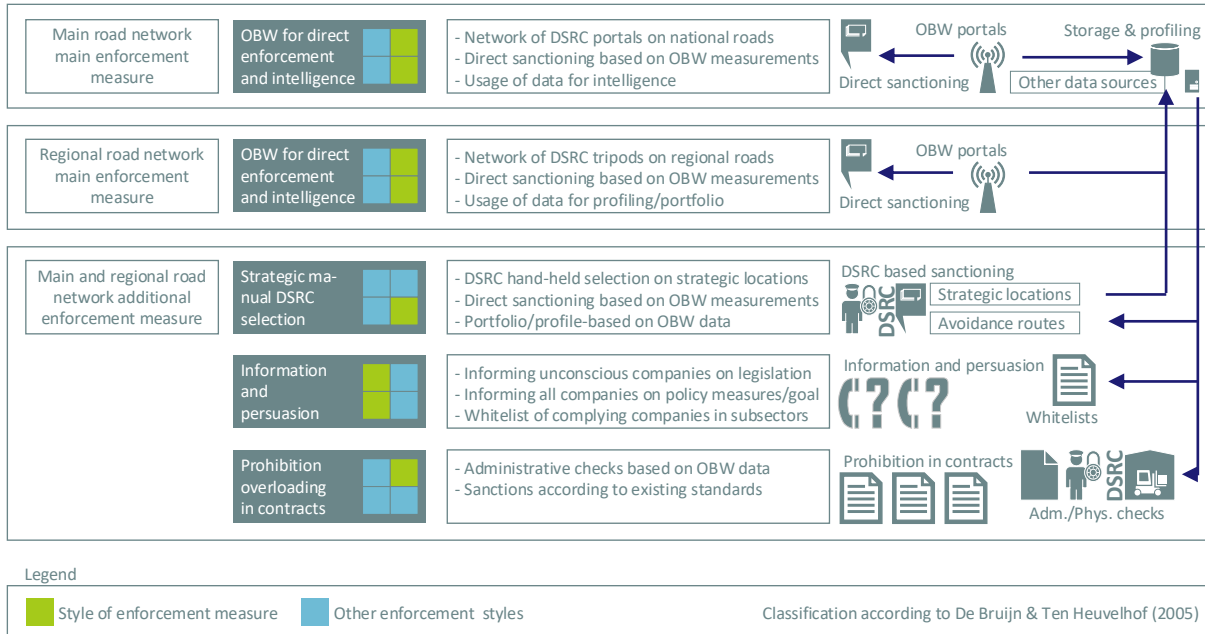 Main road network
main enforcement
measure
OBW for direct
enforcement
and intelligence
- Network of DSRC portals on national roads
- Direct sanctioning based on OBW measurements
- Usage of data for intelligence
OBW portals
Storage & profiling
Direct sanctioning
Other data sources
Regional road network
main enforcement
measure
OBW for direct
enforcement
and intelligence
- Network of DSRC tripods on regional roads
- Direct sanctioning based on OBW measurements
- Usage of data for profiling/portfolio
OBW portals
Direct sanctioning
Main and regional road
network additional
enforcement measure
Strategic ma-
nual DSRC
selection
- DSRC hand-held selection on strategic locations
- Direct sanctioning based on OBW measurements
- Portfolio/profile-based on OBW data
DSRC based sanctioning
DSRC
Strategic locations
Avoidance routes
Information
and
persuasion
- Informing unconscious companies on legislation
- Informing all companies on policy measures/goal
- Whitelist of complying companies in subsectors
Information and persuasion
? ?
Whitelists
Prohibition
overloading
in contracts
- Administrative checks based on OBW data
- Sanctions according to existing standards
Prohibition in contracts
DSRC
Adm./Phys. checks
Legend
Style of enforcement measure
Other enforcement styles
Classification according to De Bruijn & Ten Heuvelhof (2005)